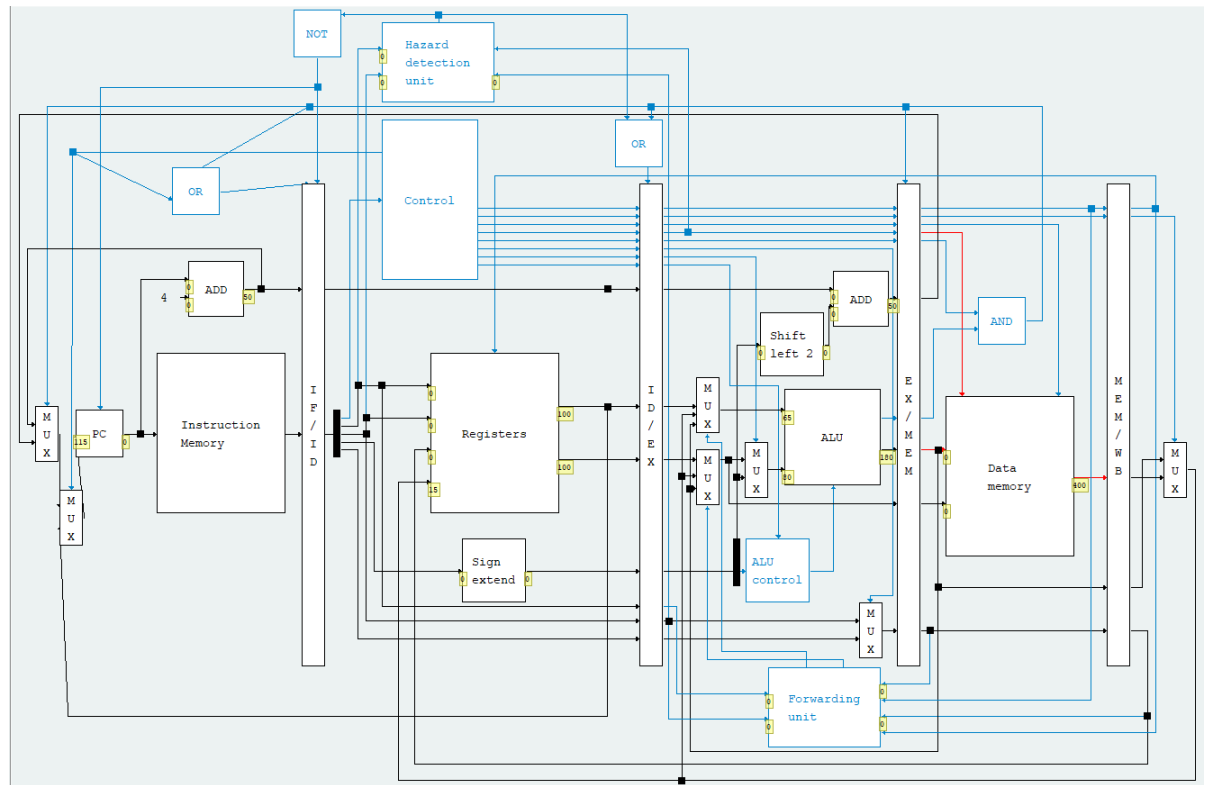 NOT
0
0
Hazard
detection
unit
0
OR
OR
Control
4
0
0
ADD
50
0
0
ADD
50
0
Shift
left 2
0
AND
M
U
X
115
PC
0
M
U
X
Instruction
Memory
I
F
/
I
D
0
0
0
15
Registers
100
100
0
Sign
extend
0
I
D
/
E
X
M
U
X
M
U
X
M
U
X
65
80
ALU
180
ALU
control
M
U
X
E
X
/
M
E
M
0
0
Data
memory
400
M
E
M
/
W
B
M
U
X
0
0
Forwarding
unit
0
0